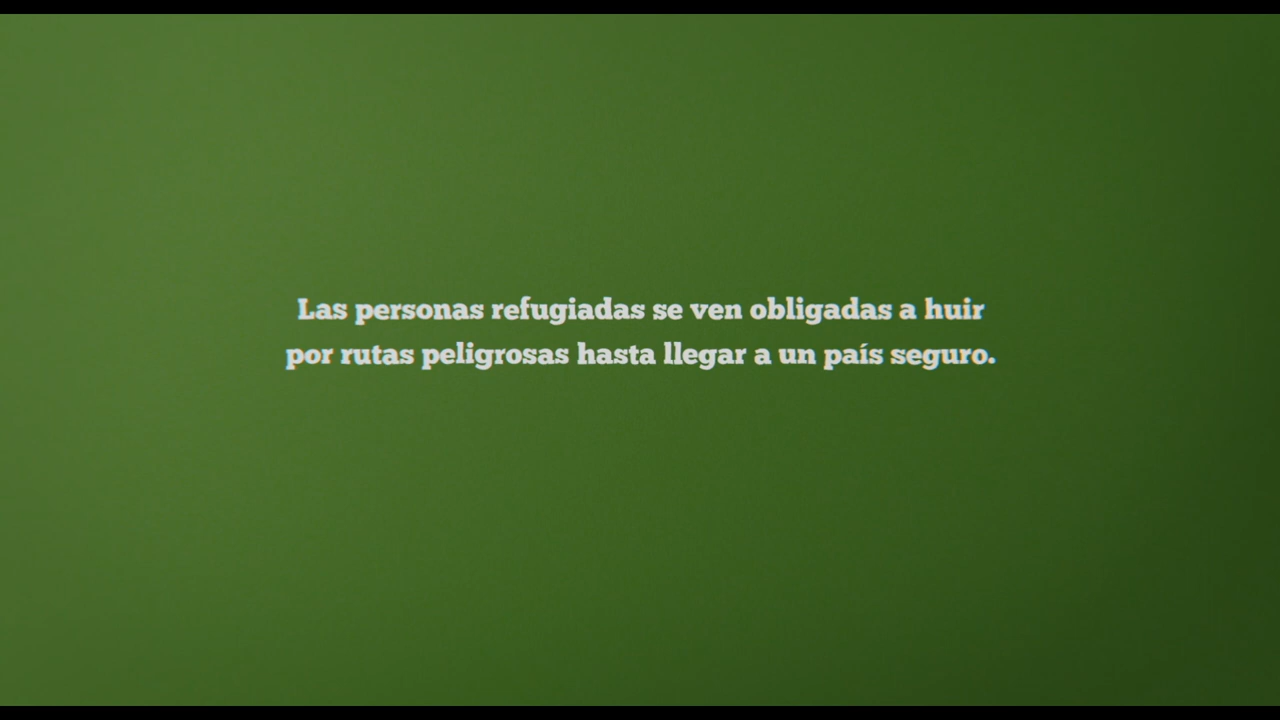 Las personas refugiadas se ven obligadas a huir
por rutas peligrosas hasta llegar a un país seguro.